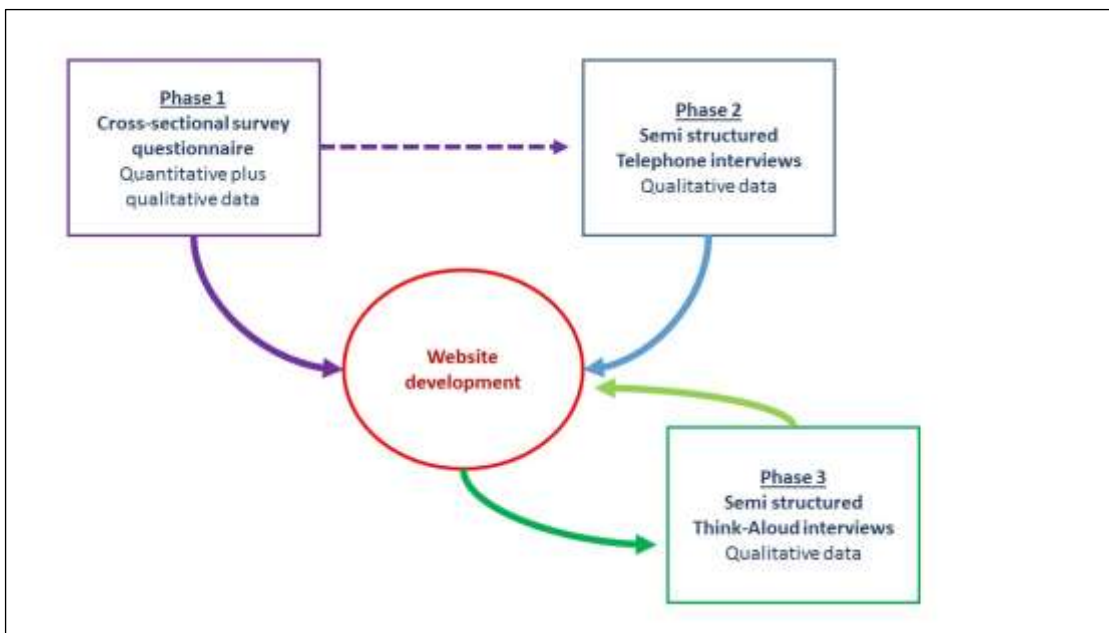 Phase 1
Cross-sectional survey
questionnaire
Quantitative plus
qualitative data
Phase 2
Semi structured
Telephone interviews
Qualitative data
Website
development
Phase 3
Semi structured
Think-Aloud interviews
Qualitative data